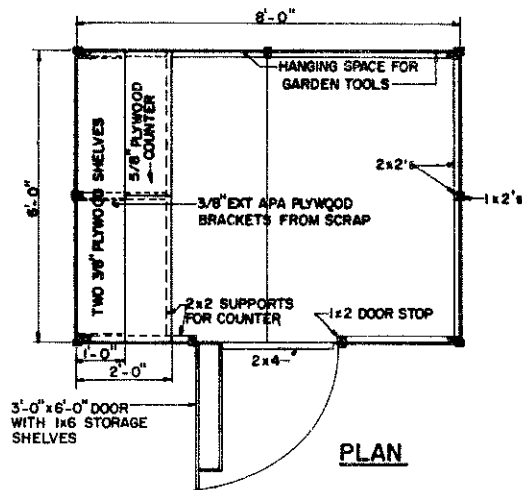 8'-0"
HANGING SPACE FOR
GARDEN TOOLS
6'-0"
TWO 3/8" PLYWOOD SHELVES
5/8" PLYWOOD
COUNTER
2x2's
1x2's
3/8" EXT APA PLYWOOD
BRACKETS FROM SCRAP
2x2 SUPPORTS
FOR COUNTER
1x2 DOOR STOP
1'-0"
2'-0"
2x4
3'-0"x6'-0" DOOR
WITH 1x6 STORAGE
SHELVES
PLAN